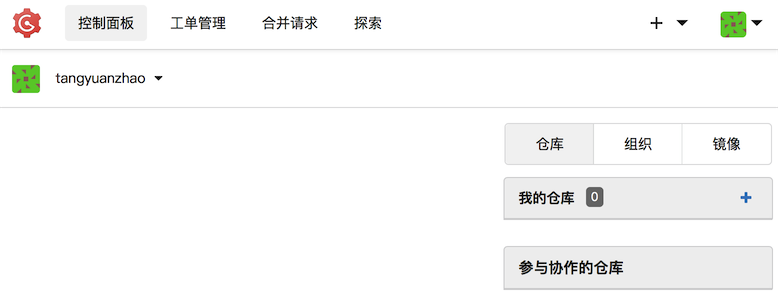 控制面板 工单管理 合并请求 探索
tangyuanzhao
仓库 组织 镜像
我的仓库 0
参与协作的仓库